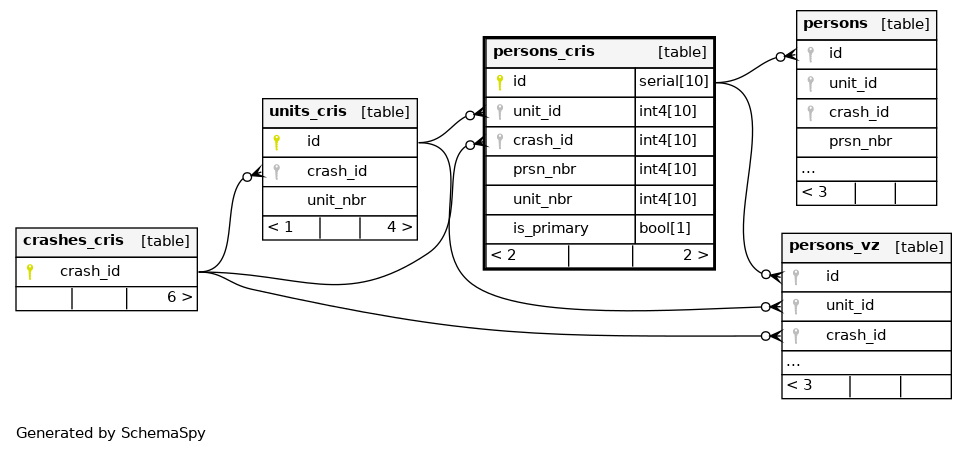 crashes_cris [table]
crash_id
6 >
units_cris [table]
id
crash_id
unit_nbr
< 1 4 >
persons_cris [table]
id serial[10]
unit_id int4[10]
crash_id int4[10]
prsn_nbr int4[10]
unit_nbr int4[10]
is_primary bool[1]
< 2 2 >
persons [table]
id
unit_id
crash_id
prsn_nbr
...
< 3
persons_vz [table]
id
unit_id
crash_id
...
< 3
Generated by SchemaSpy